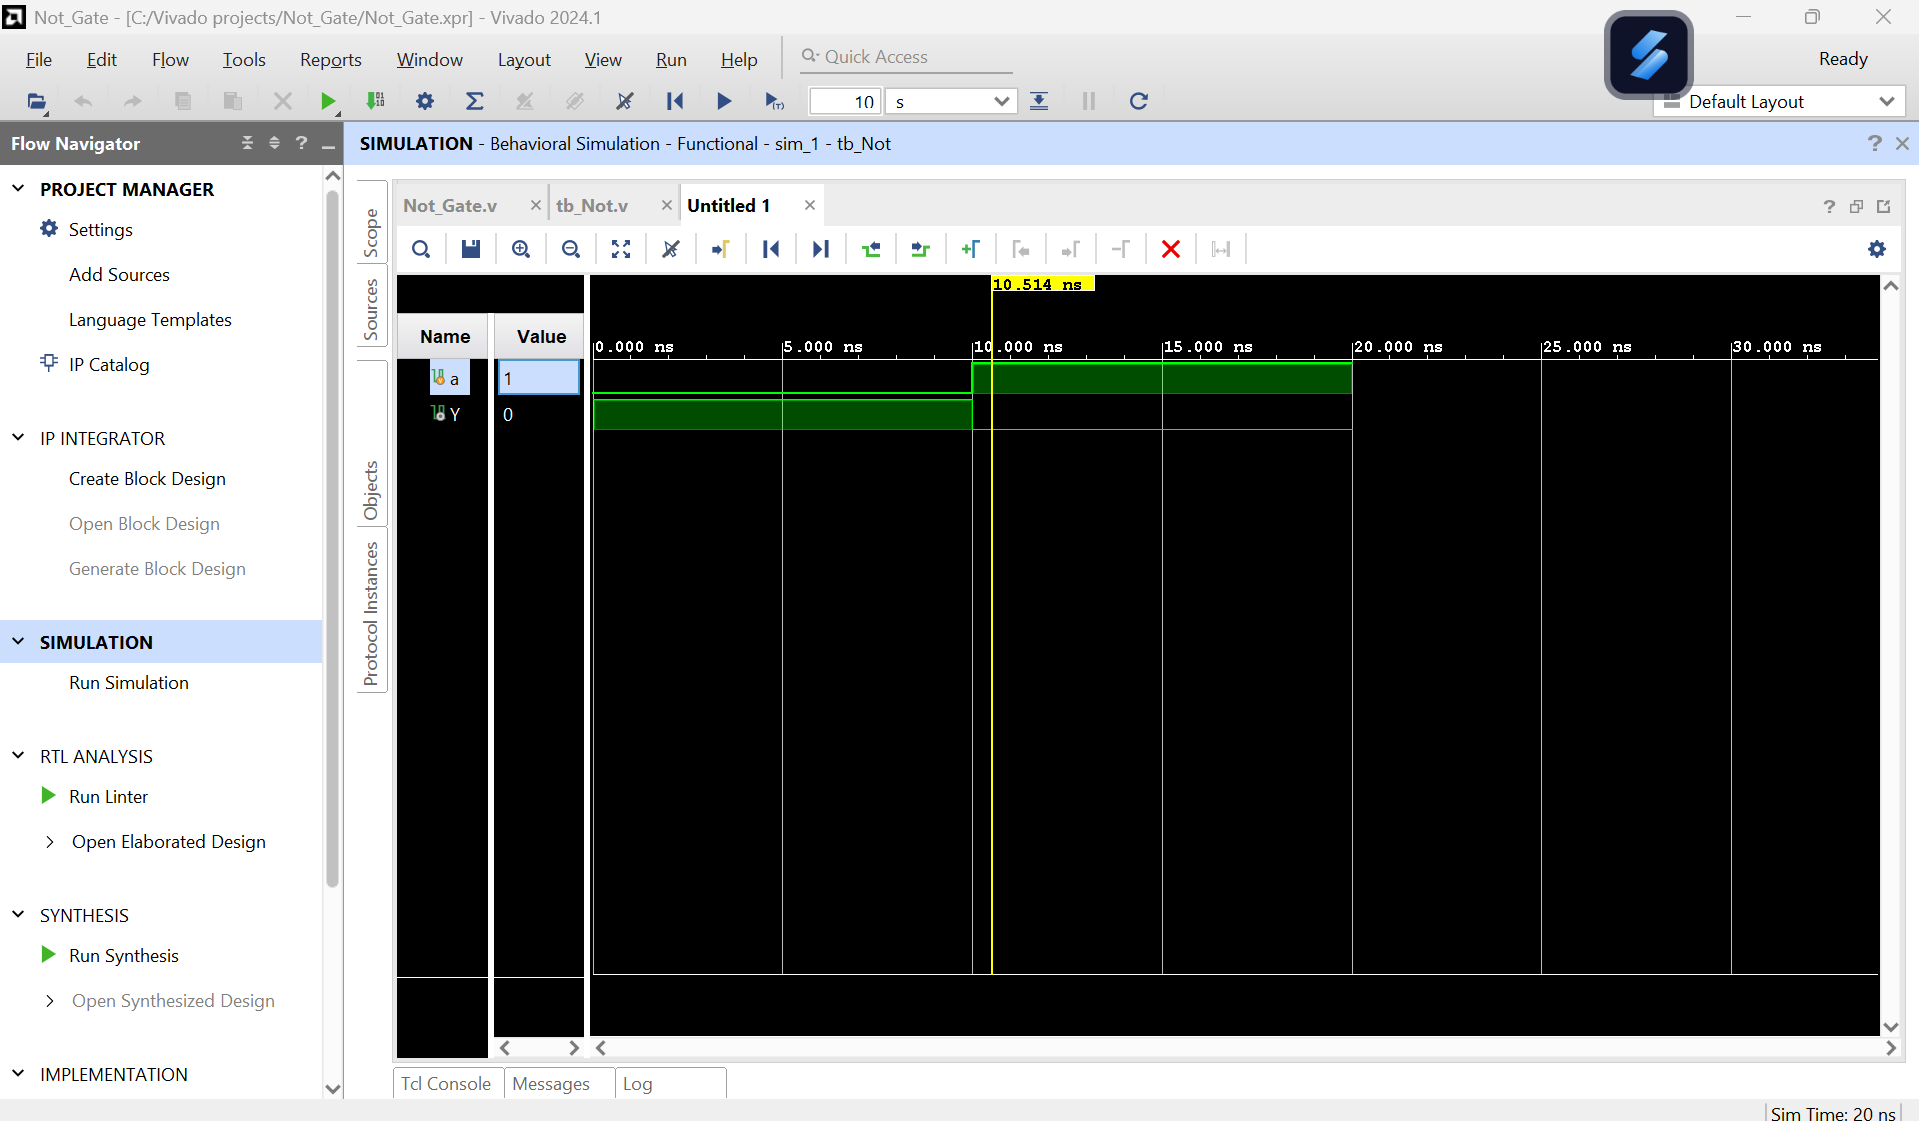 Not_Gate - [C:/Vivado projects/Not_Gate/Not_Gate.xpr] - Vivado 2024.1
File Edit Flow Tools Reports Window Layout View Run Help Quick Access Ready
10 s Default Layout
Flow Navigator ?
SIMULATION - Behavioral Simulation - Functional - sim_1 - tb_Not ?
PROJECT MANAGER
Settings
Add Sources
Language Templates
IP Catalog
IP INTEGRATOR
Create Block Design
Open Block Design
Generate Block Design
SIMULATION
Run Simulation
RTL ANALYSIS
Run Linter
Open Elaborated Design
SYNTHESIS
Run Synthesis
Open Synthesized Design
IMPLEMENTATION
Scope
Sources
Objects
Protocol Instances
Not_Gate.v tb_Not.v Untitled 1 ?
10.514 ns
Name Value
0.000 ns 5.000 ns 10.000 ns 15.000 ns 20.000 ns 25.000 ns 30.000 ns
a 1
Y 0
Tcl Console Messages Log
Sim Time: 20 ns